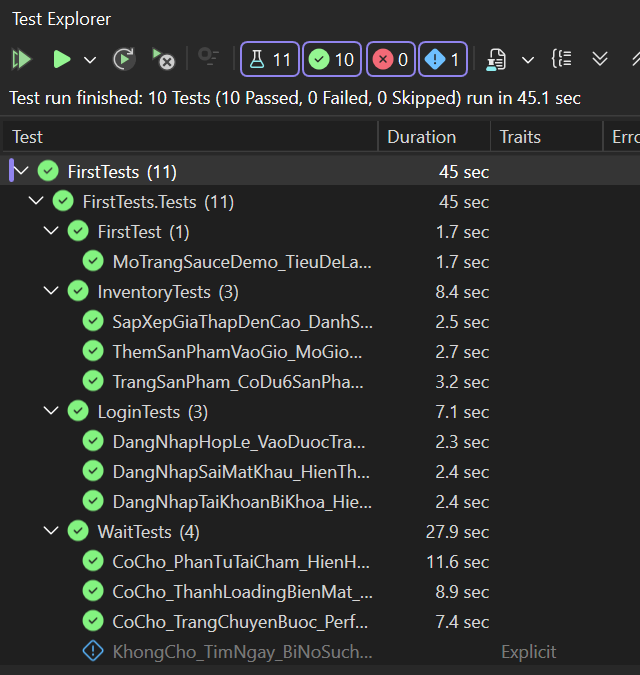 Test Explorer
11 10 0 1
Test run finished: 10 Tests (10 Passed, 0 Failed, 0 Skipped) run in 45.1 sec
Test Duration Traits Erro
FirstTests (11) 45 sec
FirstTests.Tests (11) 45 sec
FirstTest (1) 1.7 sec
MoTrangSauceDemo_TieuDeLa... 1.7 sec
InventoryTests (3) 8.4 sec
SapXepGiaThapDenCao_DanhS... 2.5 sec
ThemSanPhamVaoGio_MoGio... 2.7 sec
TrangSanPham_CoDu6SanPha... 3.2 sec
LoginTests (3) 7.1 sec
DangNhapHopLe_VaoDuocTra... 2.3 sec
DangNhapSaiMatKhau_HienTh... 2.4 sec
DangNhapTaiKhoanBiKhoa_Hie... 2.4 sec
WaitTests (4) 27.9 sec
CoCho_PhanTuTaiCham_HienH... 11.6 sec
CoCho_ThanhLoadingBienMat_... 8.9 sec
CoCho_TrangChuyenBuoc_Perf... 7.4 sec
KhongCho_TimNgay_BiNoSuch... Explicit